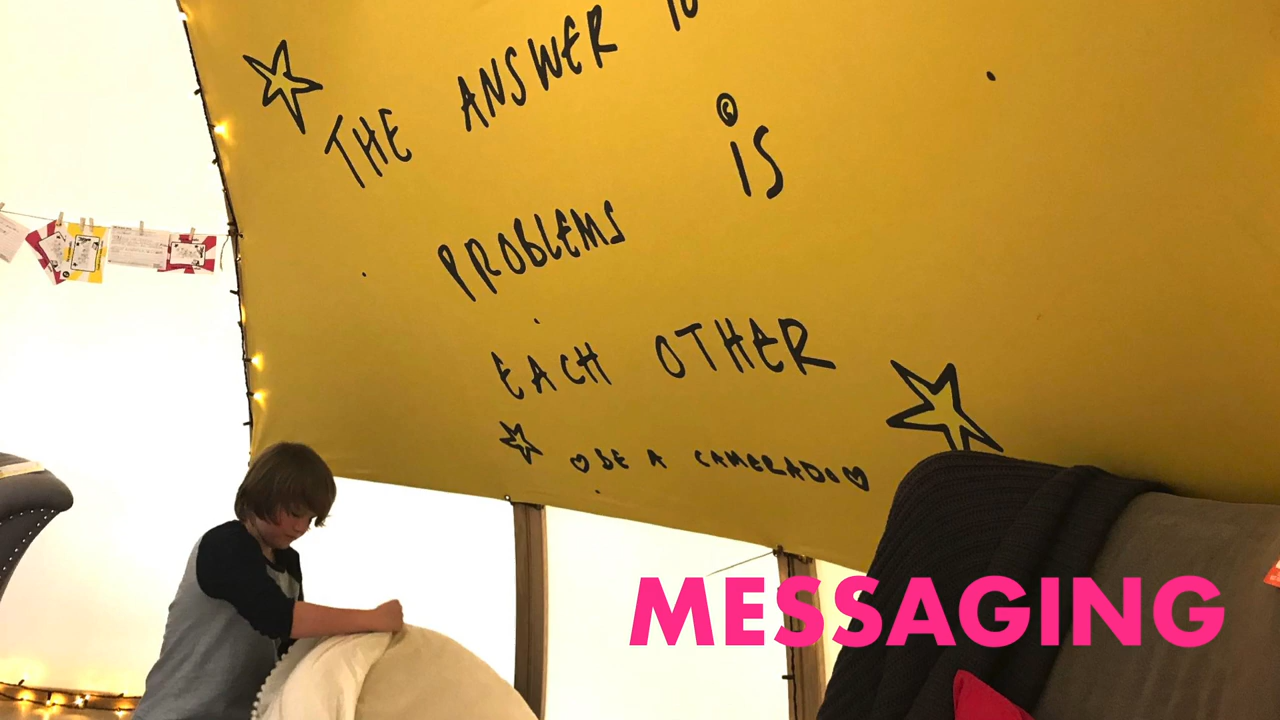 THE ANSWER TO
©
PROBLEMS IS
EACH OTHER
♡BE A CAMERADO♡
MESSAGING